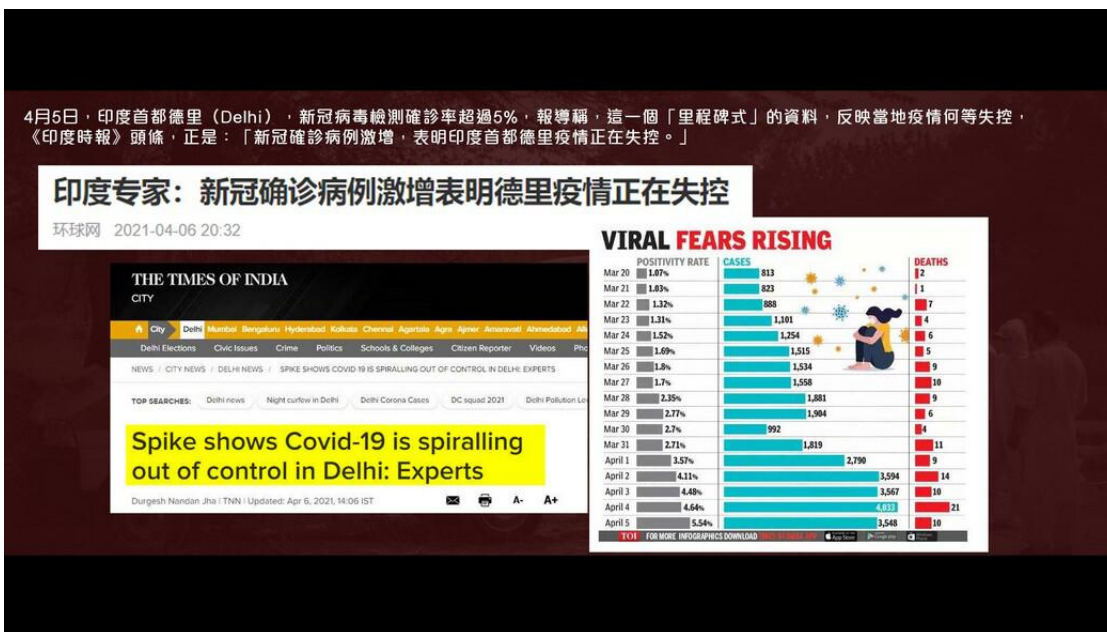 4月5日，印度首都德里（Delhi），新冠病毒檢測確診率超過5%，報導稱，這一個「里程碑式」的資料，反映當地疫情何等失控，
《印度時報》頭條，正是：「新冠確診病例激增，表明印度首都德里疫情正在失控。」
印度专家：新冠确诊病例激增表明德里疫情正在失控
环球网 2021-04-06 20:32
THE TIMES OF INDIA
CITY
City Delhi Mumbai Bengaluru Hyderabad Kolkata Chennai Agartala Agra Ajmer Amaravati Ahmedabad
Delhi Elections Civic Issues Crime Politics Schools & Colleges Citizen Reporter Videos
NEWS / CITY NEWS / DELHI NEWS / SPIKE SHOWS COVID-19 IS SPIRALLING OUT OF CONTROL IN DELHI: EXPERTS
TOP SEARCHES: Delhi news Night curfew in Delhi Delhi Corona Cases DC squad 2021 Delhi Pollution
Spike shows Covid-19 is spiralling
out of control in Delhi: Experts
Durgesh Nandan Jha | TNN | Updated: Apr 6, 2021, 14:06 IST A- A+
VIRAL FEARS RISING
POSITIVITY RATE CASES DEATHS
Mar 20 1.07% 813 2
Mar 21 1.03% 823 1
Mar 22 1.32% 888 7
Mar 23 1.31% 1,101 4
Mar 24 1.52% 1,254 6
Mar 25 1.69% 1,515 5
Mar 26 1.8% 1,534 9
Mar 27 1.7% 1,558 10
Mar 28 2.35% 1,881 9
Mar 29 2.77% 1,904 6
Mar 30 2.7% 992 4
Mar 31 2.71% 1,819 11
April 1 3.57% 2,790 9
April 2 4.11% 3,594 14
April 3 4.48% 3,567 10
April 4 4.64% 4,033 21
April 5 5.54% 3,548 10
TOI FOR MORE INFOGRAPHICS DOWNLOAD App Store